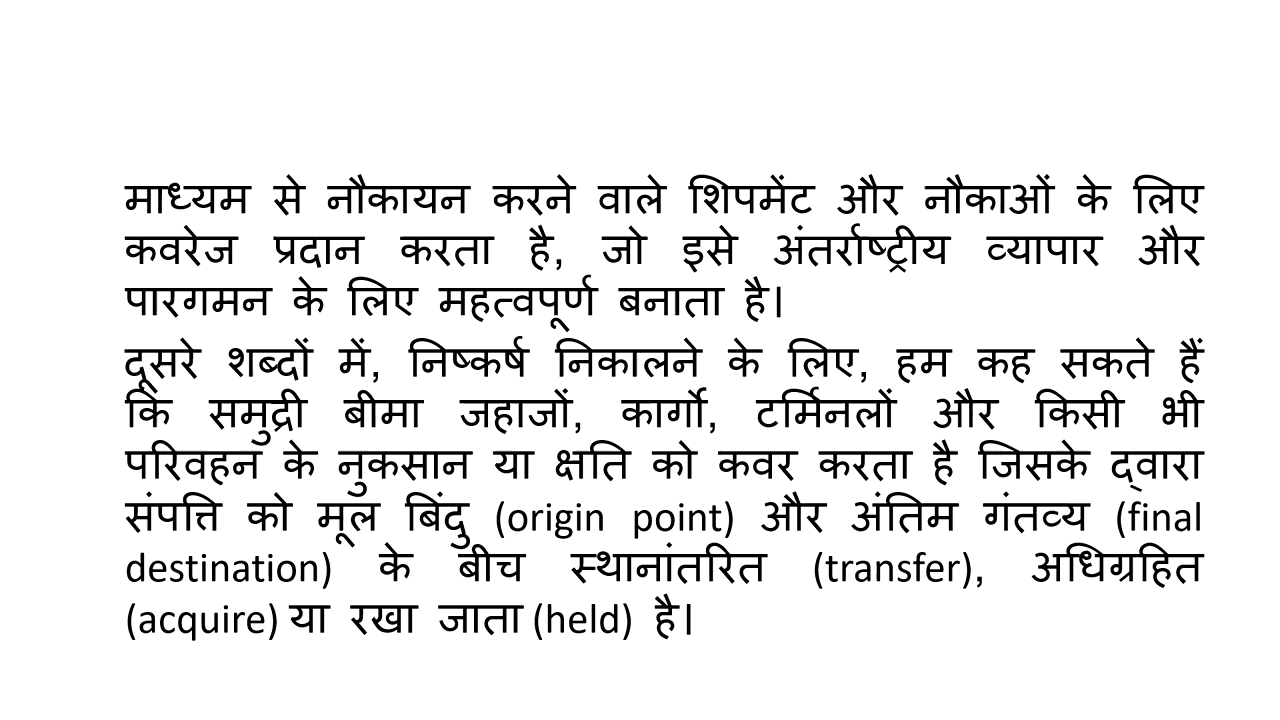 माध्यम से नौकायन करने वाले शिपमेंट और नौकाओं के लिए
कवरेज प्रदान करता है, जो इसे अंतर्राष्ट्रीय व्यापार और
पारगमन के लिए महत्वपूर्ण बनाता है।
दूसरे शब्दों में, निष्कर्ष निकालने के लिए, हम कह सकते हैं
कि समुद्री बीमा जहाजों, कार्गो, टर्मिनलों और किसी भी
परिवहन के नुकसान या क्षति को कवर करता है जिसके द्वारा
संपत्ति को मूल बिंदु (origin point) और अंतिम गंतव्य (final
destination) के बीच स्थानांतरित (transfer), अधिग्रहित
(acquire) या रखा जाता (held) है।